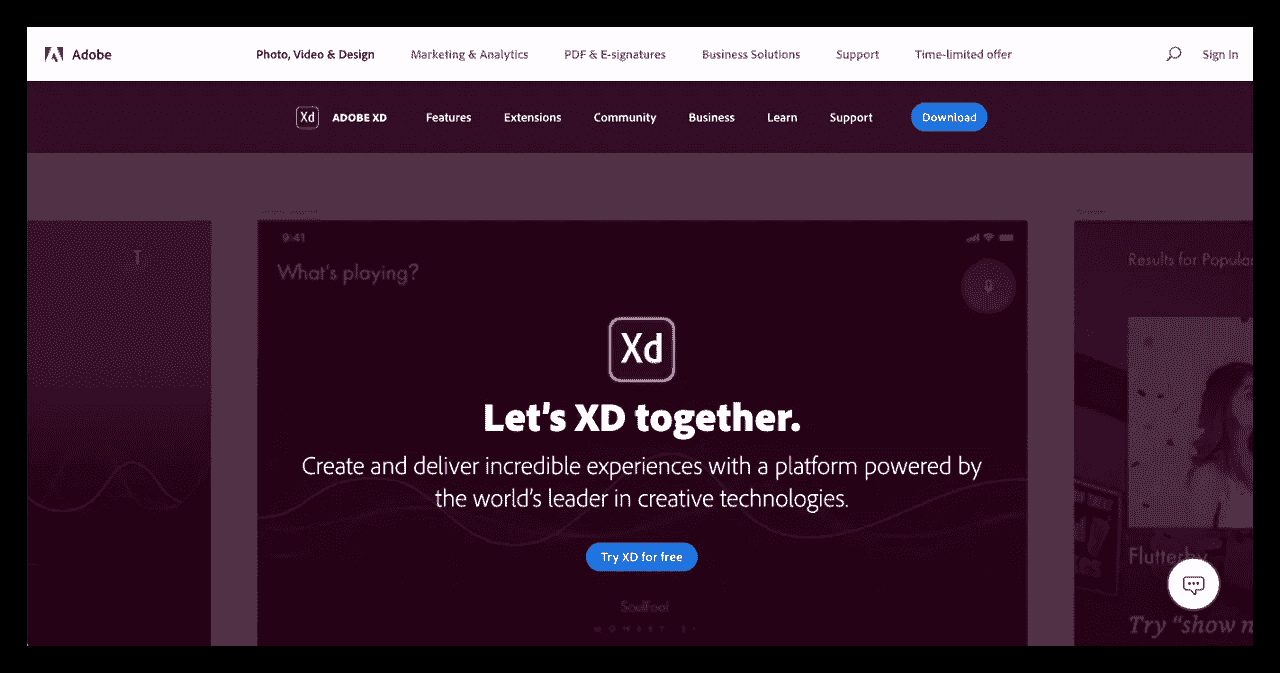 Adobe
Photo, Video & Design
Marketing & Analytics
PDF & E-signatures
Business Solutions
Support
Time-limited offer
Sign In
Xd
ADOBE XD
Features
Extensions
Community
Business
Learn
Support
Download
9:41
What's playing?
T
Results for Popula
Xd
Let's XD together.
Create and deliver incredible experiences with a platform powered by
the world's leader in creative technologies.
Try XD for free
Flutterby
Try "show n